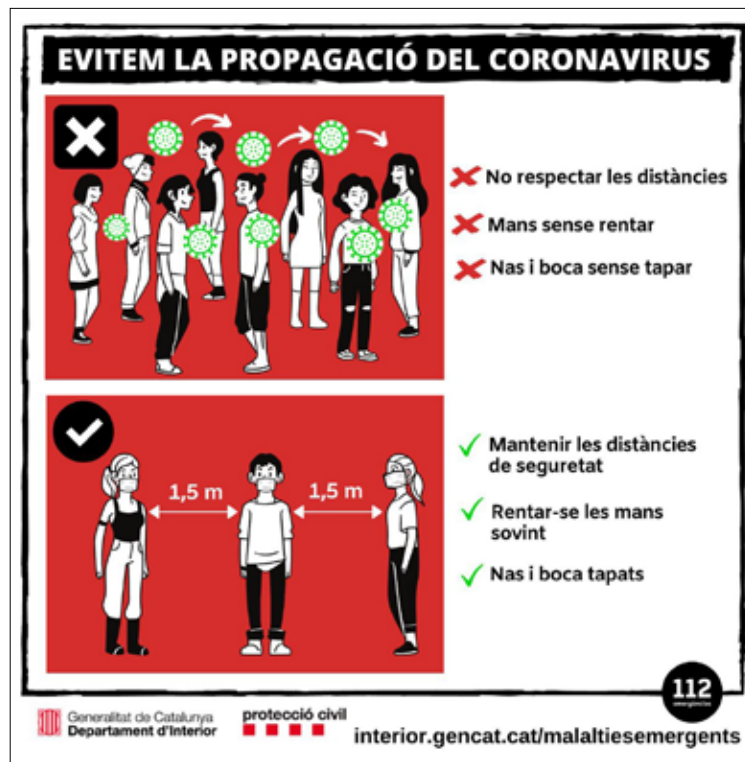 EVITEM LA PROPAGACIÓ DEL CORONAVIRUS
No respectar les distàncies
Mans sense rentar
Nas i boca sense tapar
1,5 m
1,5 m
Mantenir les distàncies
de seguretat
Rentar-se les mans
sovint
Nas i boca tapats
112
emergències
Generalitat de Catalunya
Departament d'Interior
protecció civil
interior.gencat.cat/malaltiesemergents